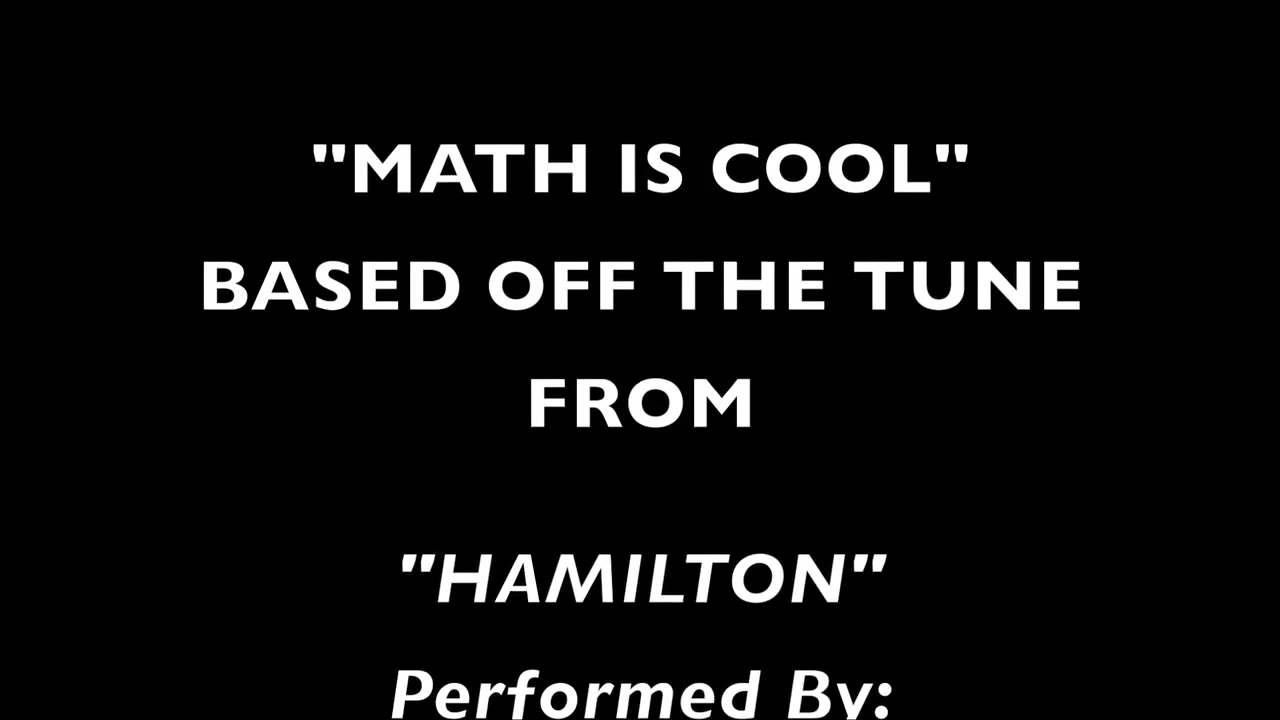 "MATH IS COOL"
BASED OFF THE TUNE
FROM
"HAMILTON"
Performed By: